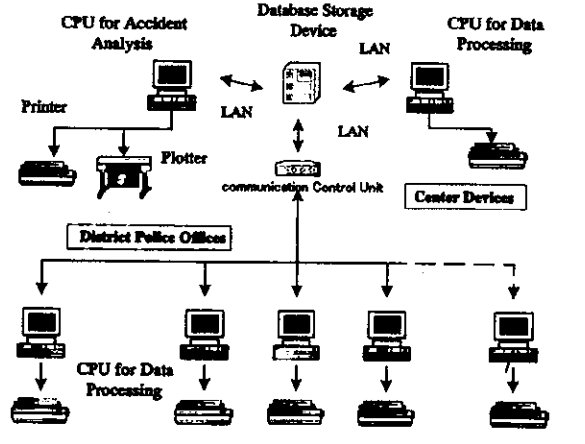 CPU for Accident
Analysis
Database Storage
Device
CPU for Data
Processing
LAN
LAN
LAN
Printer
Plotter
communication Control Unit
Center Devices
District Police Offices
CPU for Data
Processing